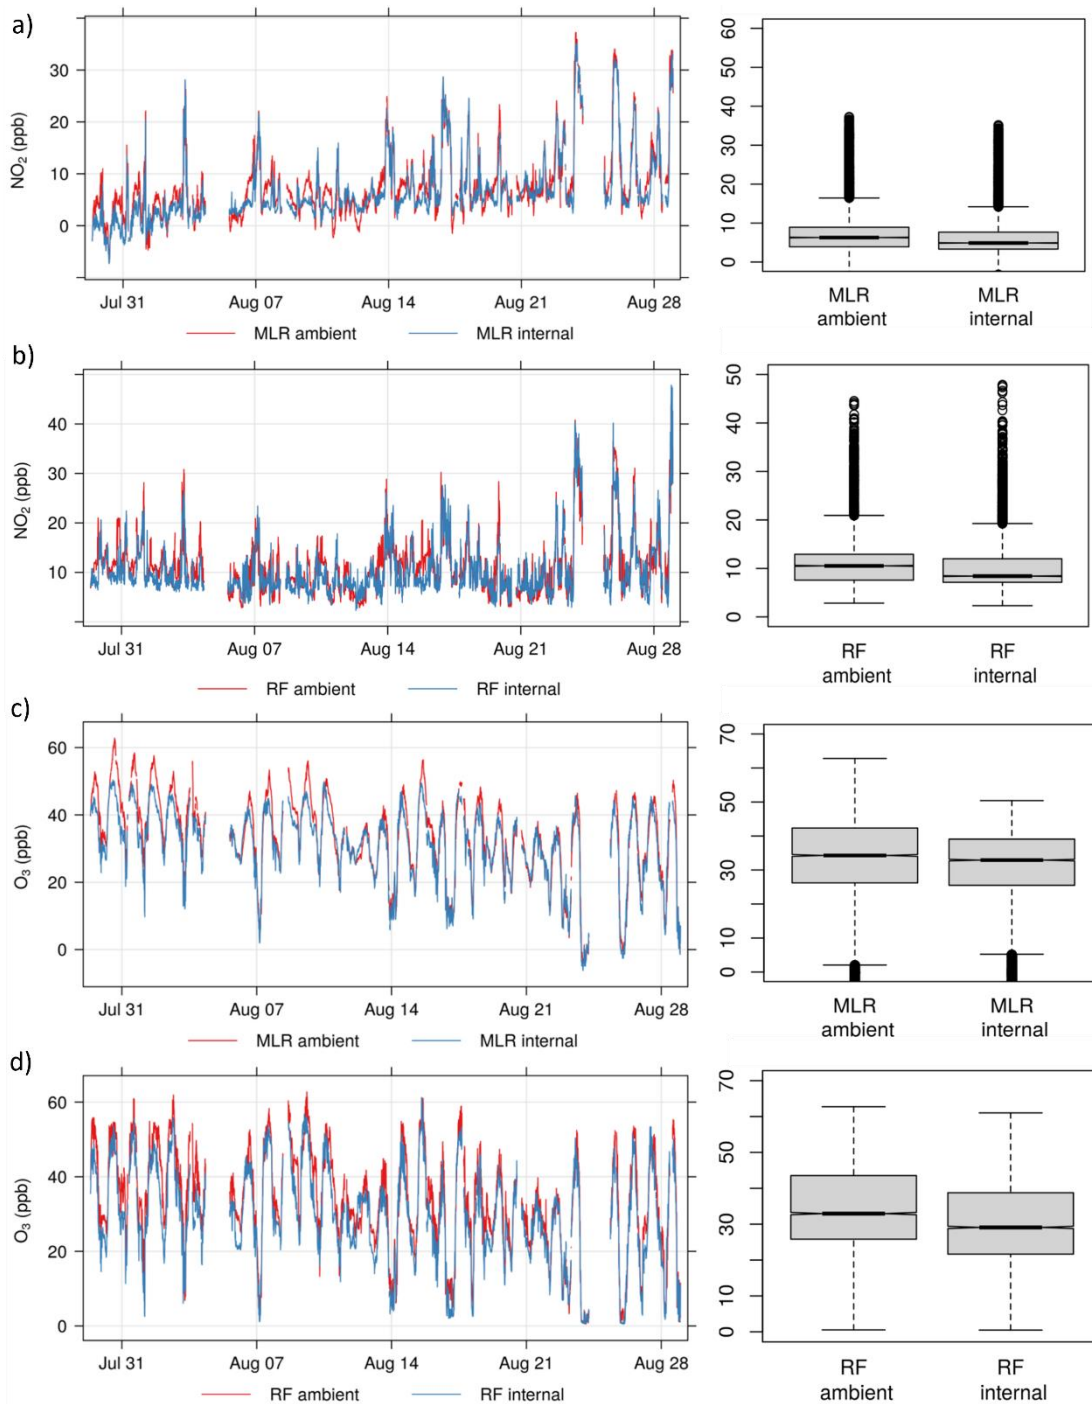 a)
NO₂ (ppb)
30
20
10
0
Jul 31 Aug 07 Aug 14 Aug 21 Aug 28
MLR ambient MLR internal
60
50
40
30
20
10
0
MLR ambient
MLR internal
b)
NO₂ (ppb)
40
30
20
10
Jul 31 Aug 07 Aug 14 Aug 21 Aug 28
RF ambient RF internal
50
40
30
20
10
0
RF ambient
RF internal
c)
O₃ (ppb)
60
40
20
0
Jul 31 Aug 07 Aug 14 Aug 21 Aug 28
MLR ambient MLR internal
70
50
30
10
0
MLR ambient
MLR internal
d)
O₃ (ppb)
60
40
20
0
Jul 31 Aug 07 Aug 14 Aug 21 Aug 28
RF ambient RF internal
70
50
30
10
0
RF ambient
RF internal